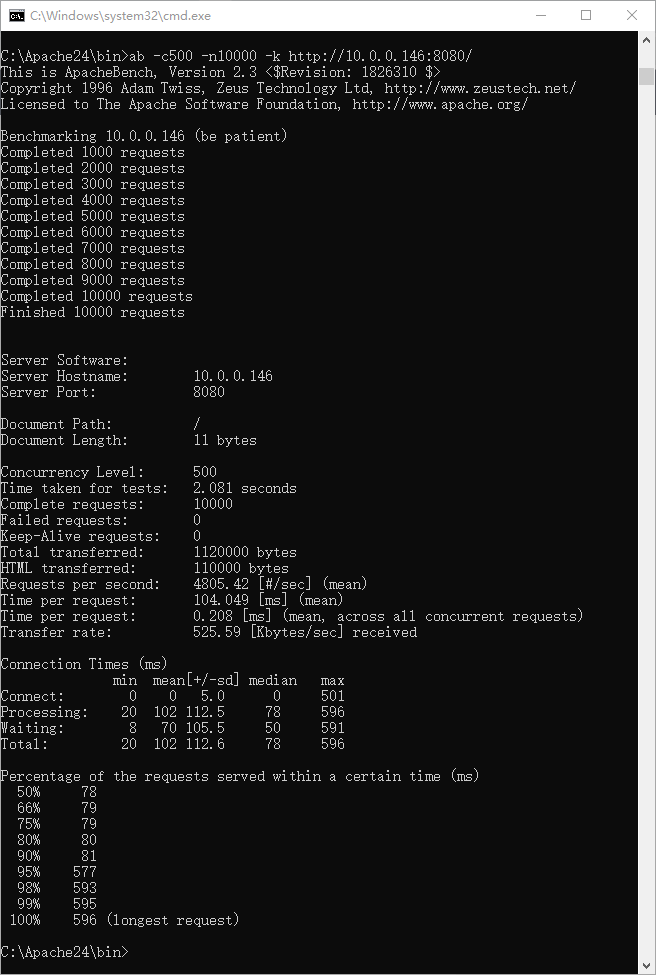 C:\Windows\system32\cmd.exe
C:\Apache24\bin>ab -c500 -n10000 -k http://10.0.0.146:8080/
This is ApacheBench, Version 2.3 <$Revision: 1826310 $>
Copyright 1996 Adam Twiss, Zeus Technology Ltd, http://www.zeustech.net/
Licensed to The Apache Software Foundation, http://www.apache.org/

Benchmarking 10.0.0.146 (be patient)
Completed 1000 requests
Completed 2000 requests
Completed 3000 requests
Completed 4000 requests
Completed 5000 requests
Completed 6000 requests
Completed 7000 requests
Completed 8000 requests
Completed 9000 requests
Completed 10000 requests
Finished 10000 requests

Server Software:
Server Hostname:        10.0.0.146
Server Port:            8080

Document Path:          /
Document Length:        11 bytes

Concurrency Level:      500
Time taken for tests:   2.081 seconds
Complete requests:      10000
Failed requests:        0
Keep-Alive requests:    0
Total transferred:      1120000 bytes
HTML transferred:       110000 bytes
Requests per second:    4805.42 [#/sec] (mean)
Time per request:       104.049 [ms] (mean)
Time per request:       0.208 [ms] (mean, across all concurrent requests)
Transfer rate:          525.59 [Kbytes/sec] received

Connection Times (ms)
              min  mean[+/-sd] median   max
Connect:        0    0   5.0      0     501
Processing:    20  102 112.5     78     596
Waiting:        8   70 105.5     50     591
Total:         20  102 112.6     78     596

Percentage of the requests served within a certain time (ms)
  50%     78
  66%     79
  75%     79
  80%     80
  90%     81
  95%    577
  98%    593
  99%    595
 100%    596 (longest request)

C:\Apache24\bin>